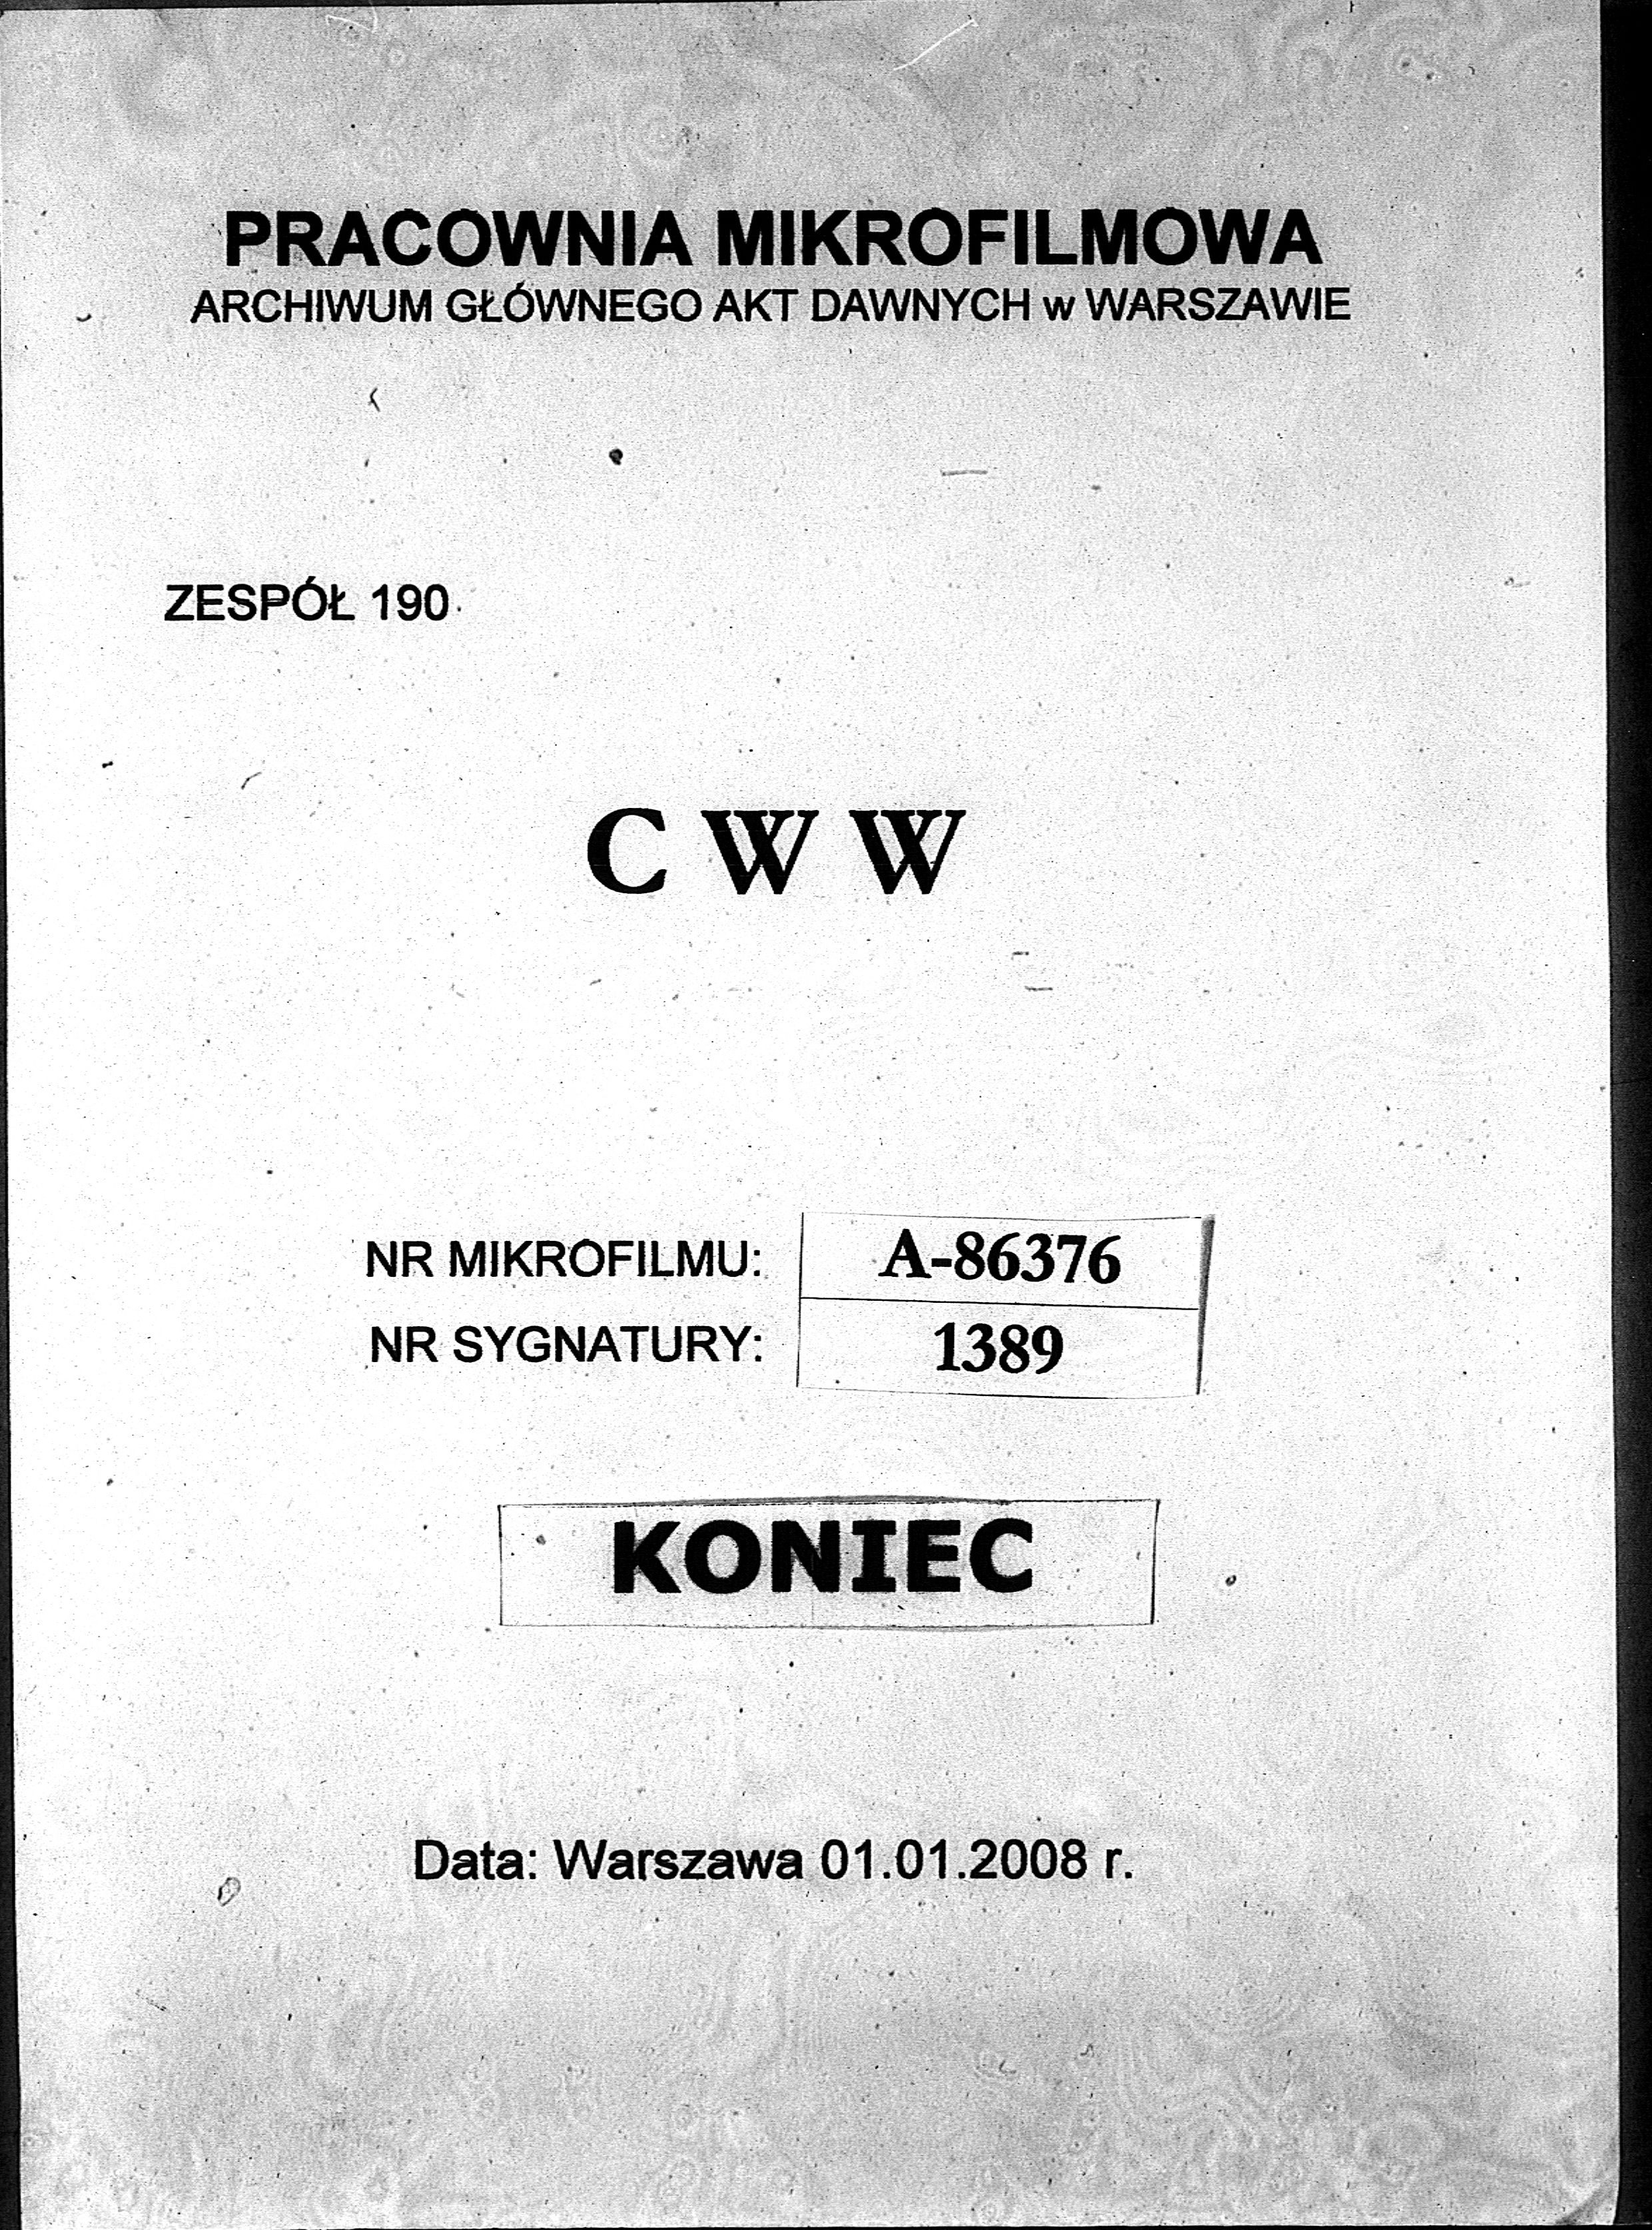 PRACOWNIA MIKROFILMOWA
ARCHIWUM GŁÓWNEGO AKT DAWNYCH w WARSZAWIE
ZESPÓŁ 190
C W W
NR MIKROFILMU: A-86376
NR SYGNATURY: 1389
KONIEC
Data: Warszawa 01.01.2008 r.